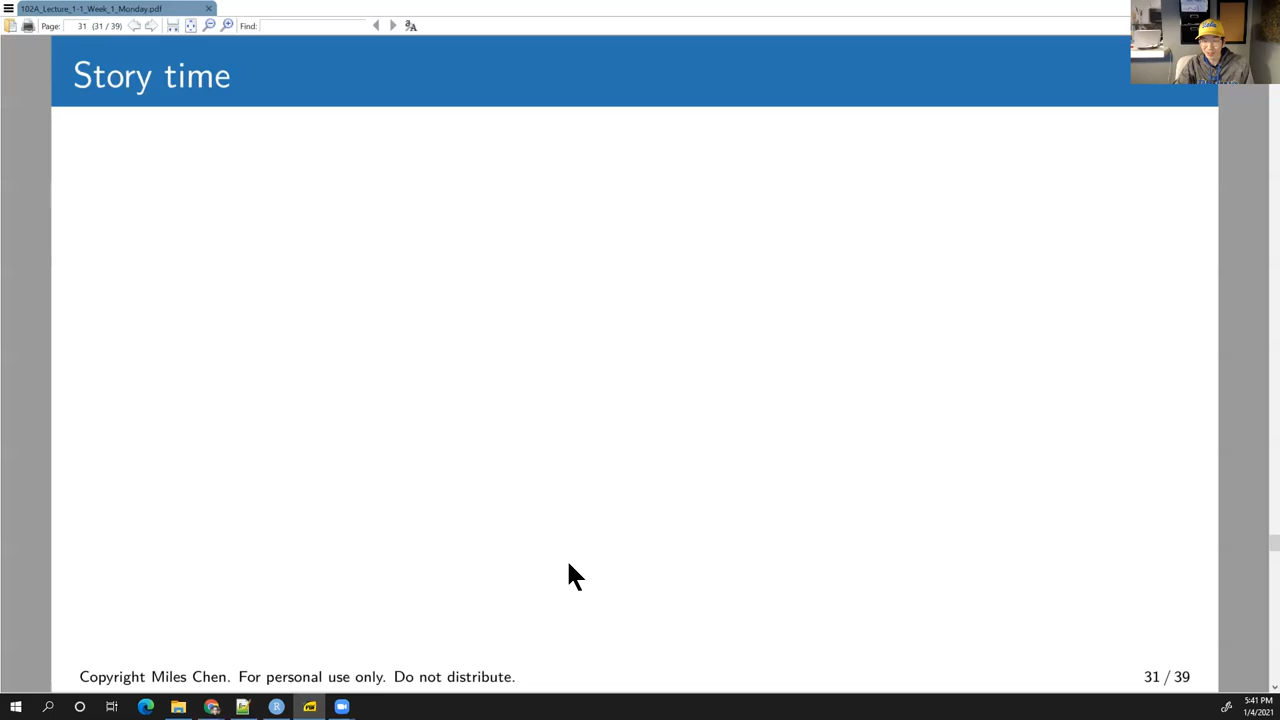 102A_Lecture_1-1_Week_1_Monday.pdf
Page: 31 (31 / 39) Find:
Story time
Copyright Miles Chen. For personal use only. Do not distribute. 31 / 39
5:41 PM
1/4/2021